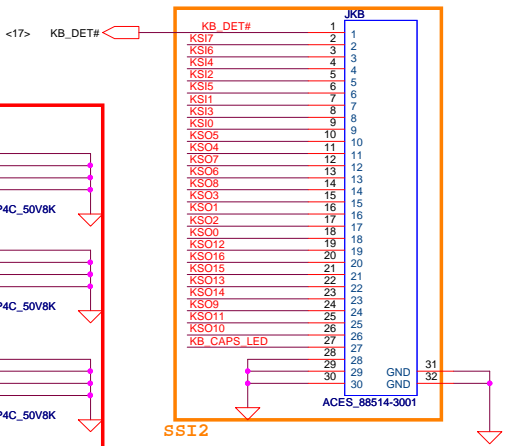 JKB
<17> KB_DET#
KB_DET# 1 1
KSI7 2 2
KSI6 3 3
KSI4 4 4
KSI2 5 5
KSI5 6 6
KSI1 7 7
KSI3 8 8
KSI0 9 9
KSO5 10 10
KSO4 11 11
KSO7 12 12
KSO6 13 13
KSO8 14 14
KSO3 15 15
KSO1 16 16
KSO2 17 17
KSO0 18 18
KSO12 19 19
KSO16 20 20
KSO15 21 21
KSO13 22 22
KSO14 23 23
KSO9 24 24
KSO11 25 25
KSO10 26 26
KB_CAPS_LED 27 27
28 28
29 29 GND 31
30 30 GND 32
ACES_88514-3001
SSI2
P4C_50V8K
P4C_50V8K
P4C_50V8K